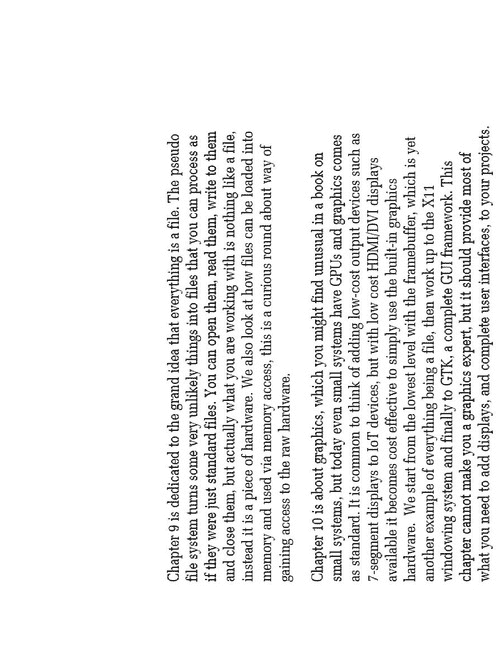 Chapter 9 is dedicated to the grand idea that everything is a file. The pseudo
file system turns some very unlikely things into files that you can process as
if they were just standard files. You can open them, read them, write to them
and close them, but actually what you are working with is nothing like a file,
instead it is a piece of hardware. We also look at how files can be loaded into
memory and used via memory access, this is a curious round about way of
gaining access to the raw hardware.
Chapter 10 is about graphics, which you might find unusual in a book on
small systems, but today even small systems have GPUs and graphics comes
as standard. It is common to think of adding low-cost output devices such as
7-segment displays to IoT devices, but with low cost HDMI/DVI displays
available it becomes cost effective to simply use the built-in graphics
hardware. We start from the lowest level with the framebuffer, which is yet
another example of everything being a file, then work up to the X11
windowing system and finally to GTK, a complete GUI framework. This
chapter cannot make you a graphics expert, but it should provide most of
what you need to add displays, and complete user interfaces, to your projects.